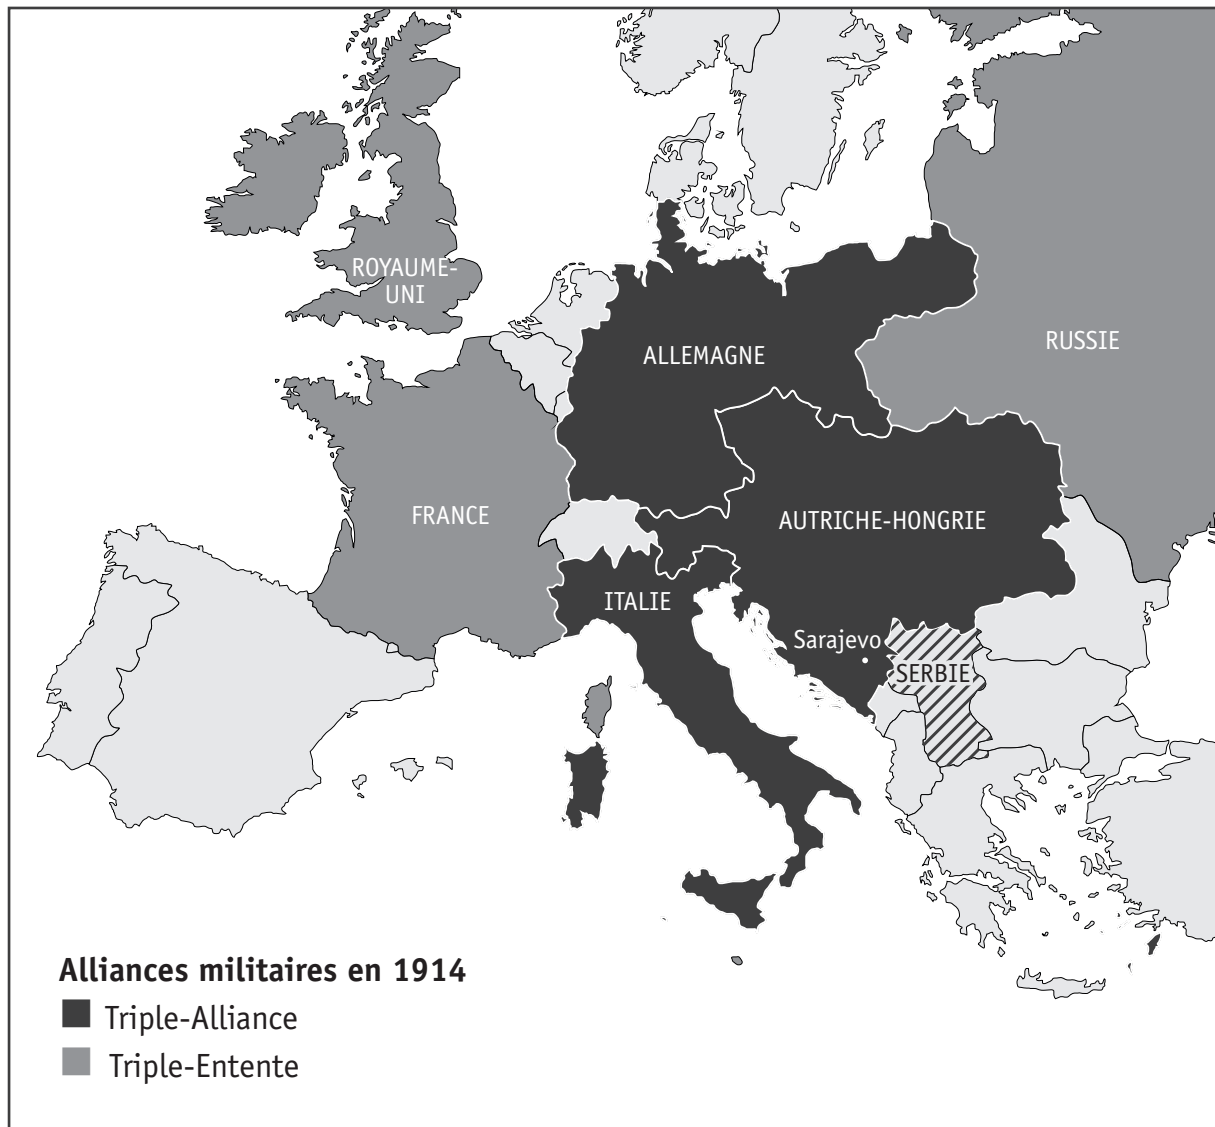 ROYAUME-
UNI
RUSSIE
ALLEMAGNE
FRANCE
AUTRICHE-HONGRIE
ITALIE
Sarajevo
SERBIE
Alliances militaires en 1914
Triple-Alliance
Triple-Entente